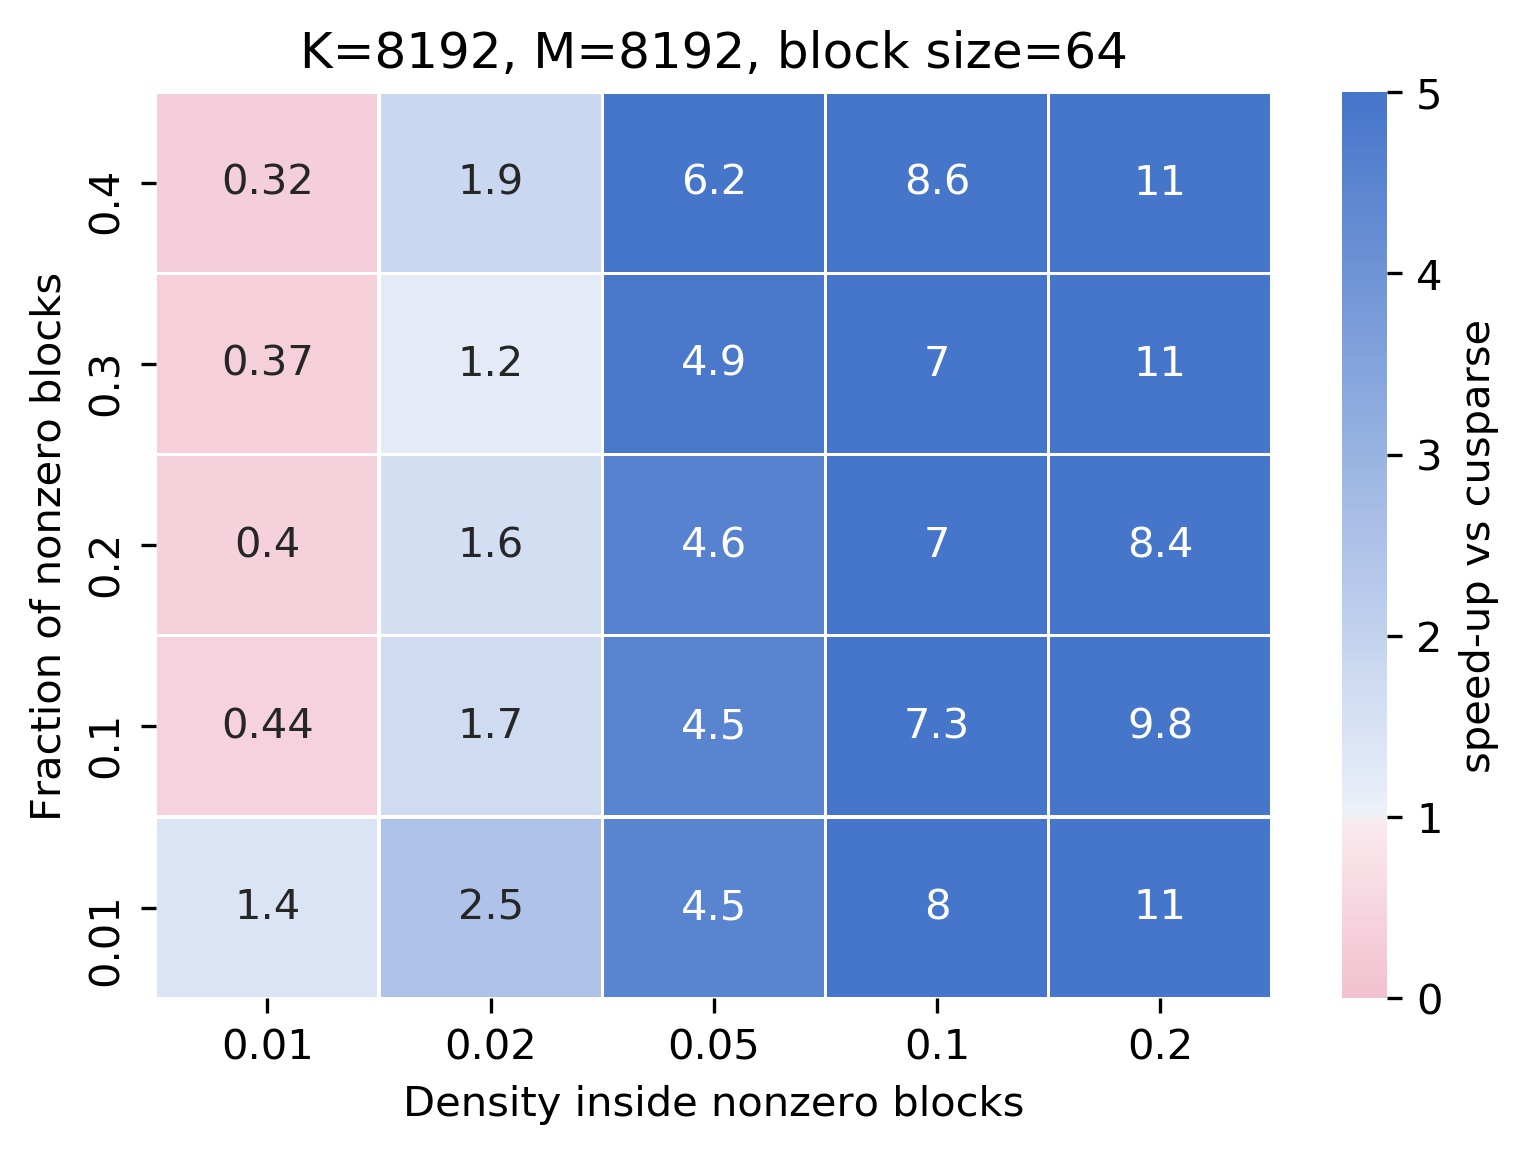 K=8192, M=8192, block size=64
Fraction of nonzero blocks
0.4 0.32 1.9 6.2 8.6 11
0.3 0.37 1.2 4.9 7 11
0.2 0.4 1.6 4.6 7 8.4
0.1 0.44 1.7 4.5 7.3 9.8
0.01 1.4 2.5 4.5 8 11
0.01 0.02 0.05 0.1 0.2
Density inside nonzero blocks
5
4
3
2
1
0
speed-up vs cusparse